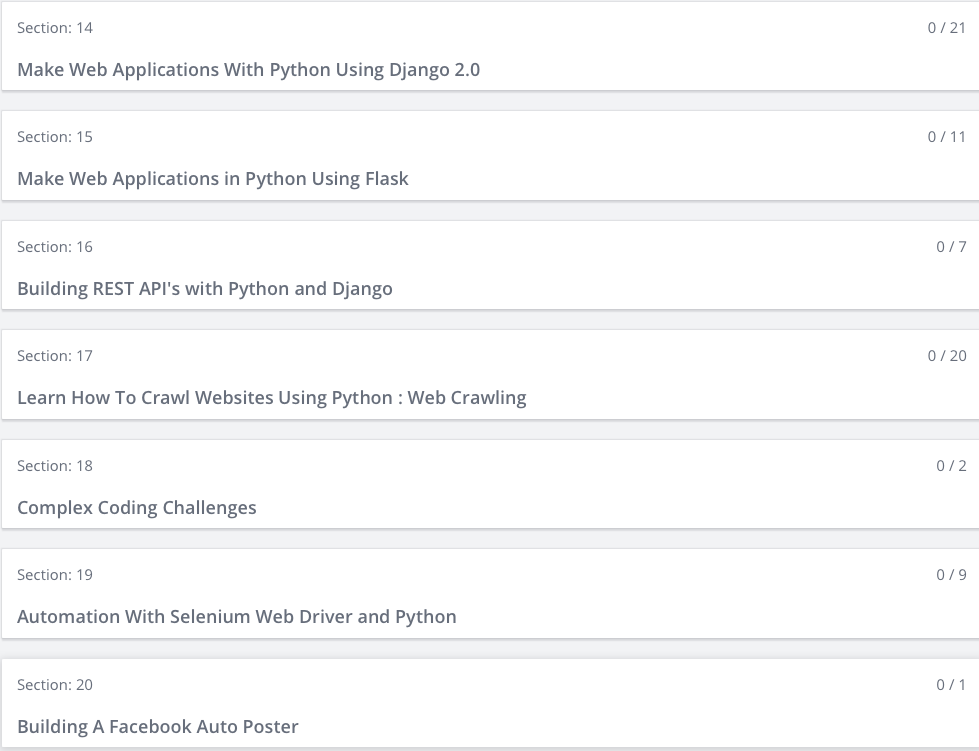 Section: 14 0 / 21
Make Web Applications With Python Using Django 2.0
Section: 15 0 / 11
Make Web Applications in Python Using Flask
Section: 16 0 / 7
Building REST API's with Python and Django
Section: 17 0 / 20
Learn How To Crawl Websites Using Python : Web Crawling
Section: 18 0 / 2
Complex Coding Challenges
Section: 19 0 / 9
Automation With Selenium Web Driver and Python
Section: 20 0 / 1
Building A Facebook Auto Poster